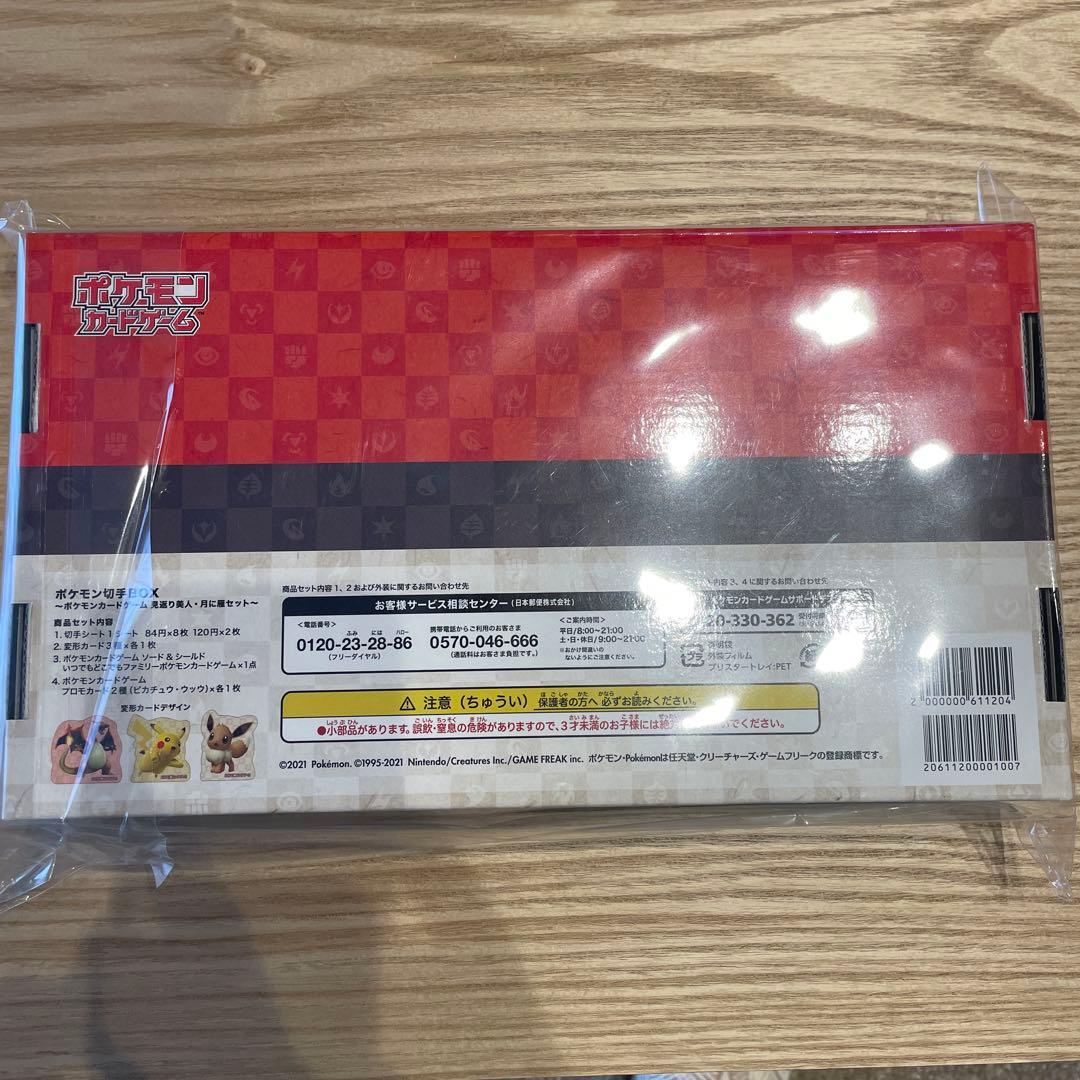 ポケモン
カードゲーム™
ポケモン切手BOX
～ポケモンカードゲーム 見返り美人・月に雁セット～
商品セット内容
1. 切手シート1シート 84円×8枚 120円×2枚
2. 変形カード3種×各1枚
3. ポケモンカードゲーム ソード&シールド
いつでもどこでもファミリーポケモンカードゲーム×1点
4. ポケモンカードゲーム
プロモカード2種(ピカチュウ・ウッウ)×各1枚
変形カードデザイン
商品セット内容1、2および外装に関するお問い合わせ先
お客様サービス相談センター(日本郵便株式会社)
<電話番号>
ふみ には ハロー
0120-23-28-86
(フリーダイヤル)
携帯電話からご利用のお客さま
0570-046-666
(通話料はお客さま負担です。)
<ご案内時間>
平日/8:00～21:00
土・日・休日/9:00～21:00
※おかけ間違いの
ないようにご注意ください。
内容3、4に関するお問い合わせ先
ポケモンカードゲームサポート
20-330-362
プラ
外装フィルム
ブリスタートレイ:PET
注意(ちゅうい) 保護者の方へ 必ずお読みください。
●小部品があります。誤飲・窒息の危険がありますので、3才未満のお子様には絶
でください。
©2021 Pokémon. ©1995-2021 Nintendo/Creatures Inc./GAME FREAK inc. ポケモン・Pokémonは任天堂・クリーチャーズ・ゲームフリークの登録商標です。
2 000000 611204
20611200001007